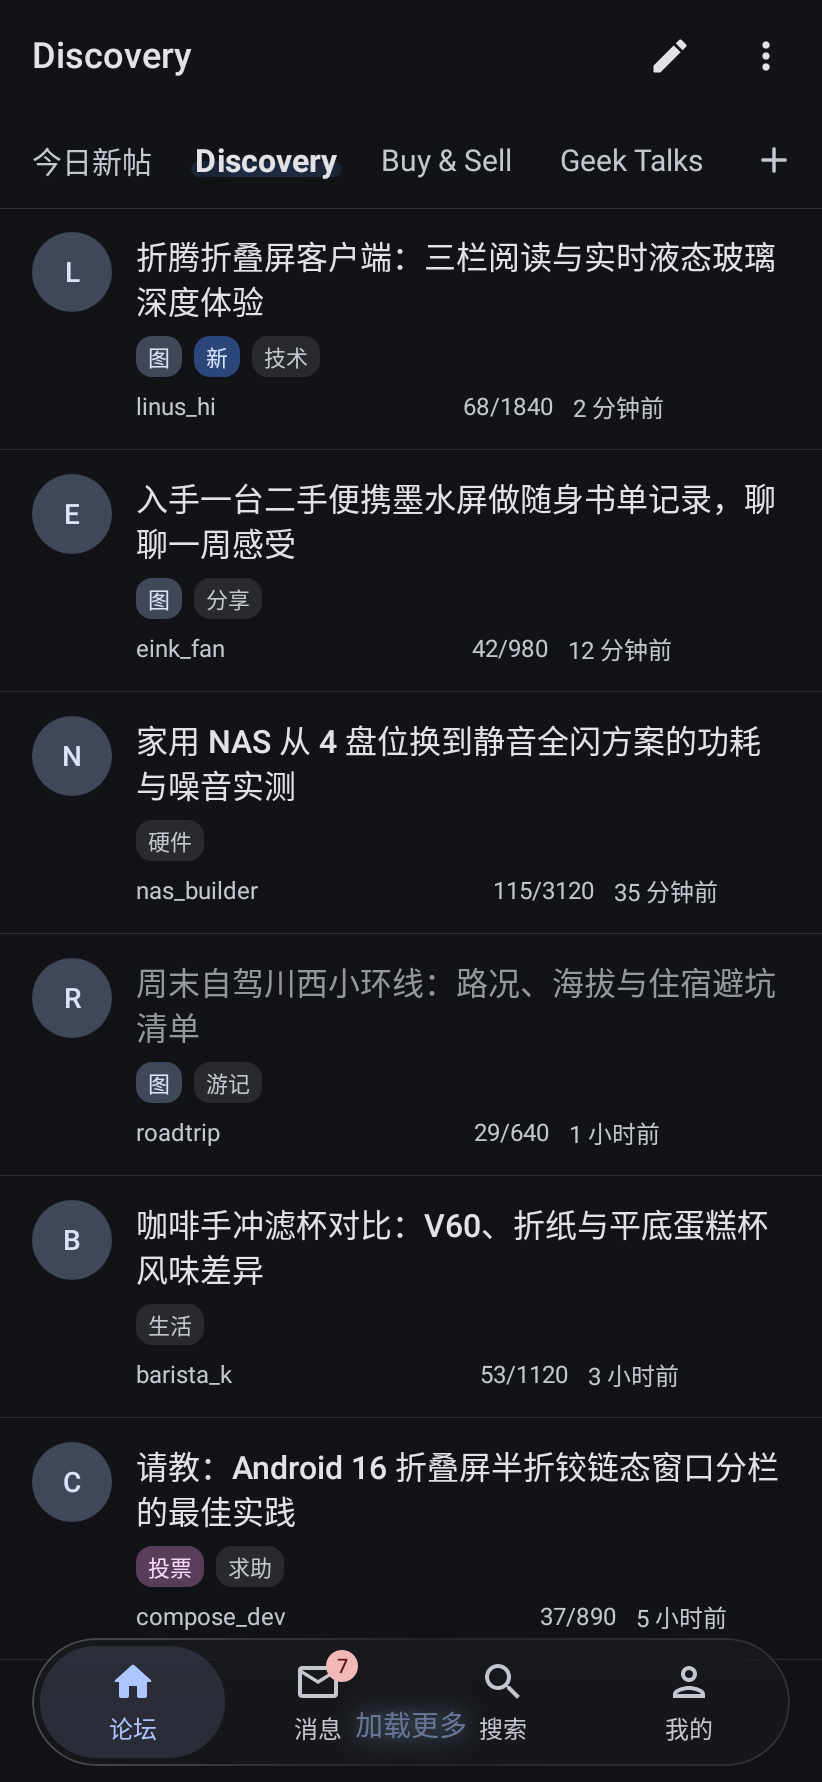 Discovery
今日新帖 Discovery Buy & Sell Geek Talks
L
折腾折叠屏客户端：三栏阅读与实时液态玻璃
深度体验
图 新 技术
linus_hi 68/1840 2 分钟前
E
入手一台二手便携墨水屏做随身书单记录，聊
聊一周感受
图 分享
eink_fan 42/980 12 分钟前
N
家用 NAS 从 4 盘位换到静音全闪方案的功耗
与噪音实测
硬件
nas_builder 115/3120 35 分钟前
R
周末自驾川西小环线：路况、海拔与住宿避坑
清单
图 游记
roadtrip 29/640 1 小时前
B
咖啡手冲滤杯对比：V60、折纸与平底蛋糕杯
风味差异
生活
barista_k 53/1120 3 小时前
C
请教：Android 16 折叠屏半折铰链态窗口分栏
的最佳实践
投票 求助
compose_dev 37/890 5 小时前
7
论坛 消息 加载更多 搜索 我的